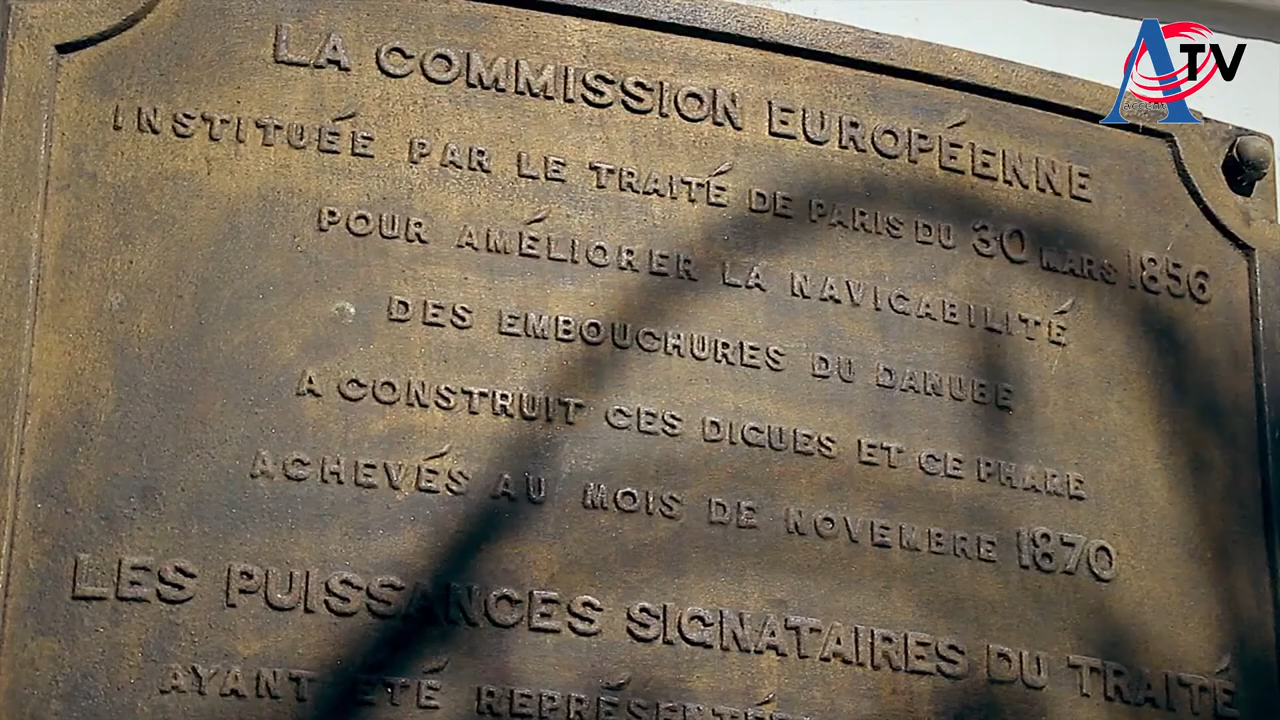 LA COMMISSION EUROPÉENNE
INSTITUÉE PAR LE TRAITÉ DE PARIS DU 30 MARS 1856
POUR AMÉLIORER LA NAVIGABILITÉ
DES EMBOUCHURES DU DANUBE
A CONSTRUIT CES DIGUES ET CE PHARE
ACHEVÉS AU MOIS DE NOVEMBRE 1870
LES PUISSANCES SIGNATAIRES DU TRAITÉ
AYANT ÉTÉ
ATV
accent